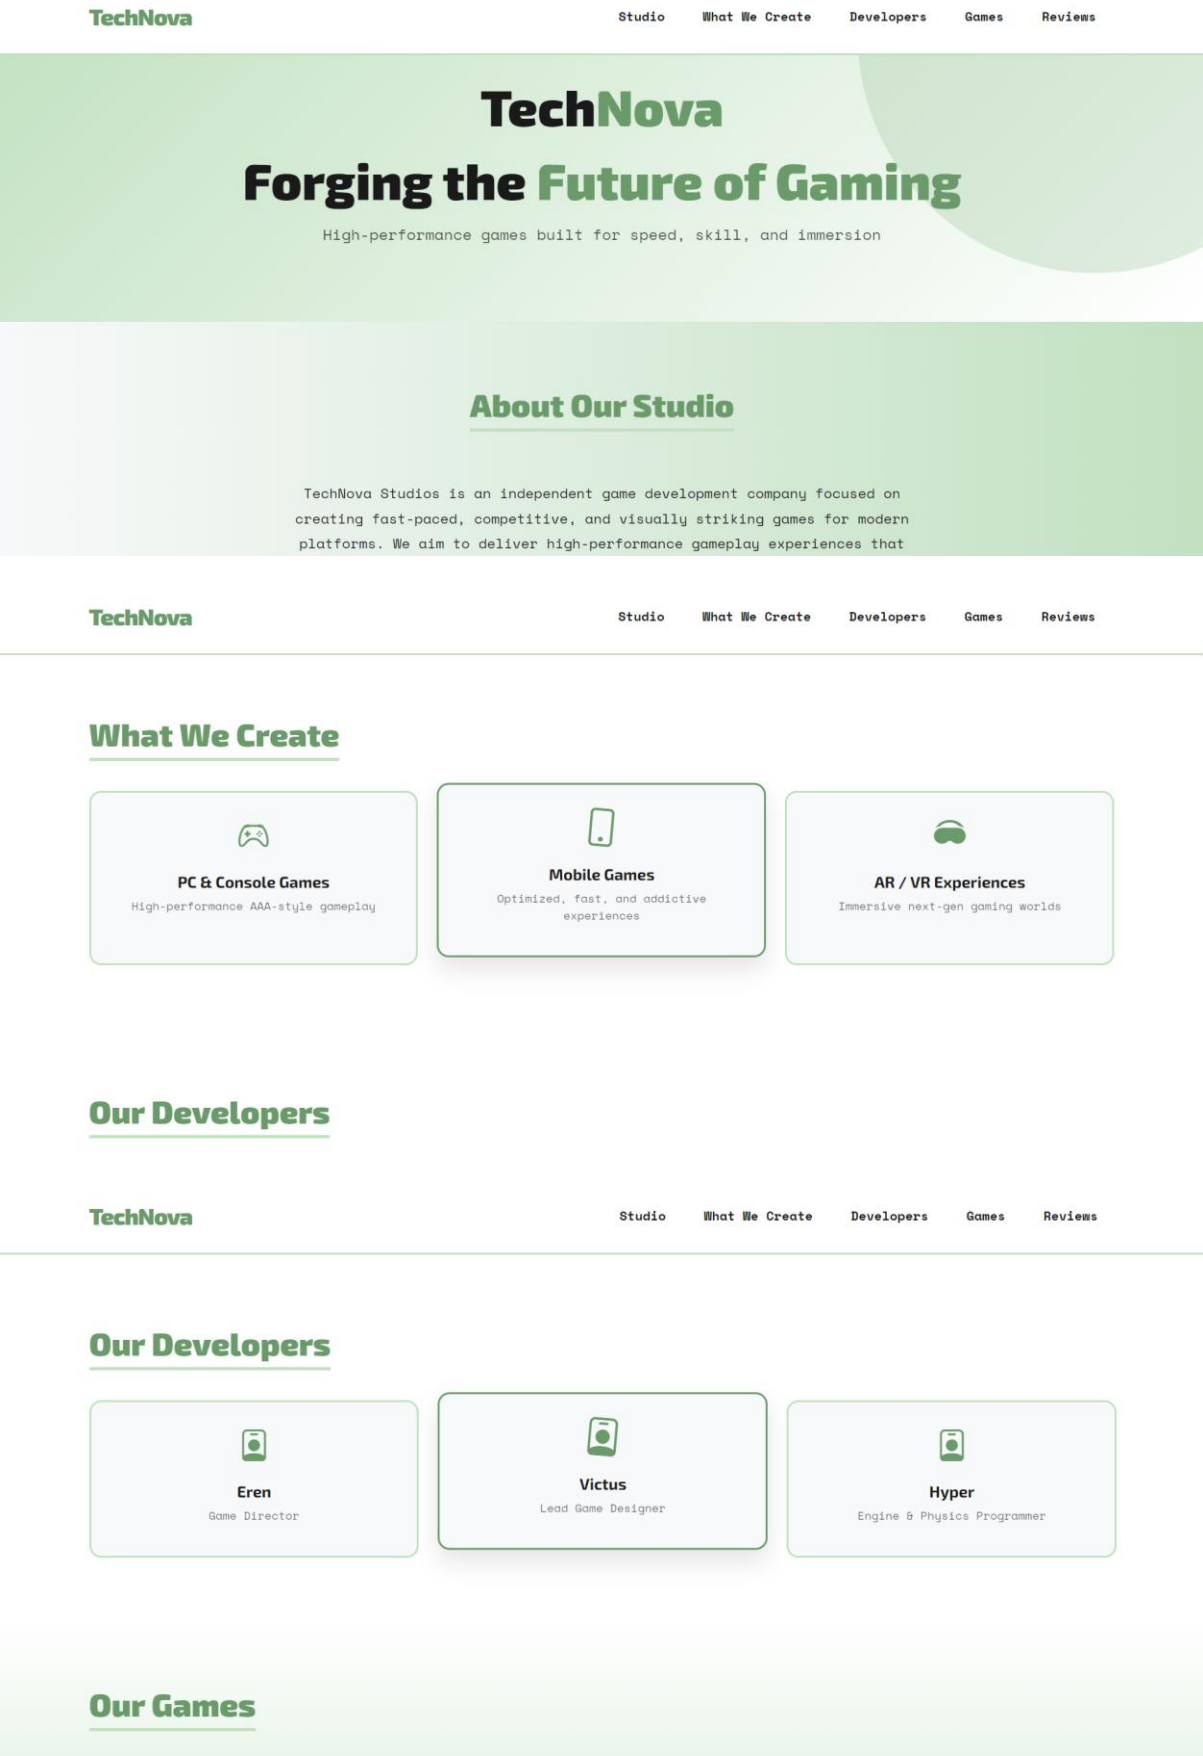 TechNova
Studio What We Create Developers Games Reviews
TechNova
Forging the Future of Gaming
High-performance games built for speed, skill, and immersion
About Our Studio
TechNova Studios is an independent game development company focused on
creating fast-paced, competitive, and visually striking games for modern
platforms. We aim to deliver high-performance gameplay experiences that
TechNova
Studio What We Create Developers Games Reviews
What We Create
PC & Console Games
High-performance AAA-style gameplay
Mobile Games
Optimized, fast, and addictive
experiences
AR / VR Experiences
Immersive next-gen gaming worlds
Our Developers
TechNova
Studio What We Create Developers Games Reviews
Our Developers
Eren
Game Director
Victus
Lead Game Designer
Hyper
Engine & Physics Programmer
Our Games